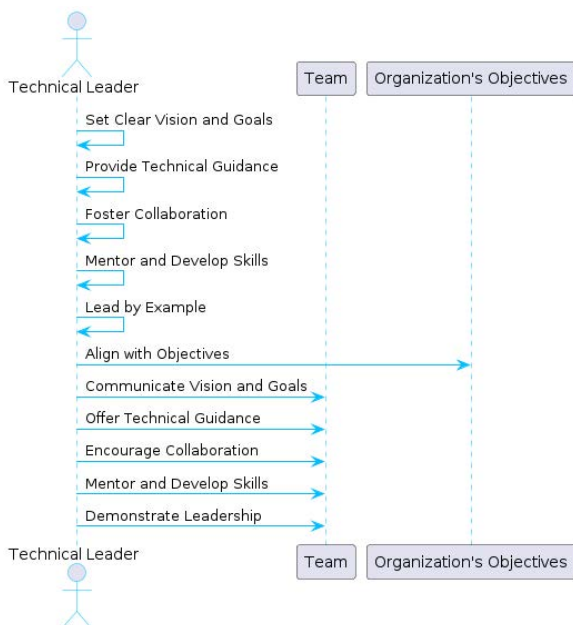 Technical Leader
Team
Organization's Objectives
Set Clear Vision and Goals
Provide Technical Guidance
Foster Collaboration
Mentor and Develop Skills
Lead by Example
Align with Objectives
Communicate Vision and Goals
Offer Technical Guidance
Encourage Collaboration
Mentor and Develop Skills
Demonstrate Leadership
Technical Leader
Team
Organization's Objectives